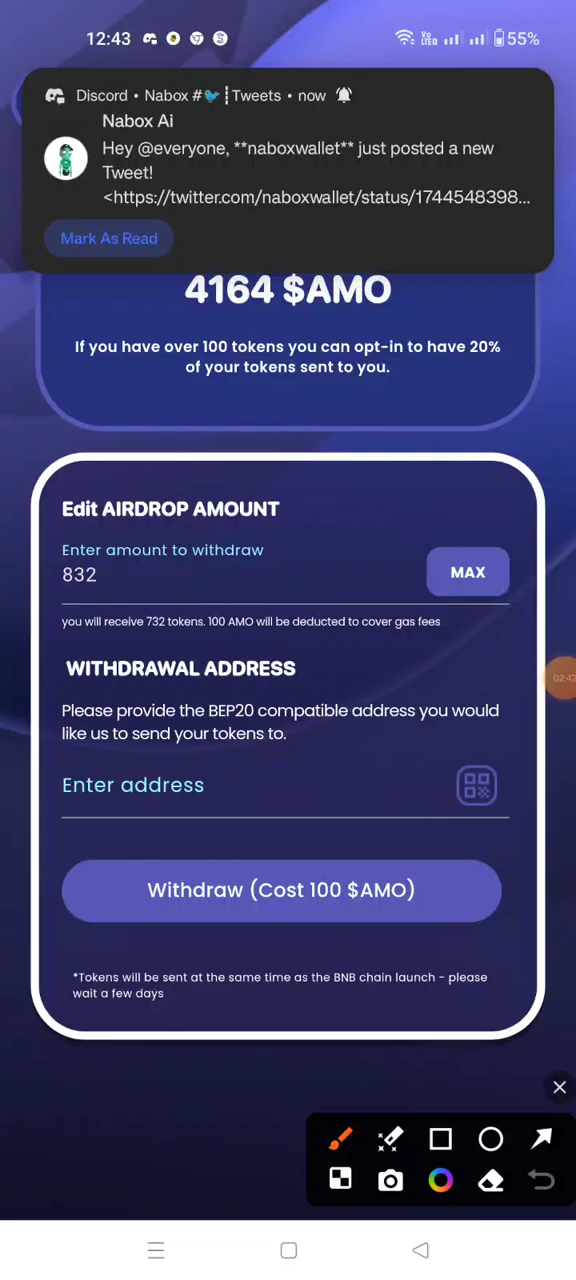 12:43
VoLTED
55%
Discord • Nabox #🐦┇Tweets • now
Nabox Ai
Hey @everyone, **naboxwallet** just posted a new
Tweet!
<https://twitter.com/naboxwallet/status/1744548398...
Mark As Read
4164 $AMO
If you have over 100 tokens you can opt-in to have 20%
of your tokens sent to you.
Edit AIRDROP AMOUNT
Enter amount to withdraw
832
MAX
you will receive 732 tokens. 100 AMO will be deducted to cover gas fees
WITHDRAWAL ADDRESS
02:42
Please provide the BEP20 compatible address you would
like us to send your tokens to.
Enter address
Withdraw (Cost 100 $AMO)
*Tokens will be sent at the same time as the BNB chain launch - please
wait a few days